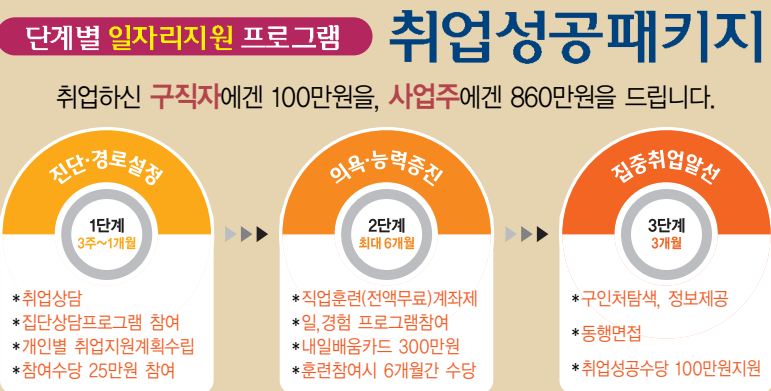 단계별 일자리지원 프로그램
취업성공패키지
취업하신 구직자에겐 100만원을, 사업주에겐 860만원을 드립니다.
진단·경로설정
1단계
3주~1개월
*취업상담
*집단상담프로그램 참여
*개인별 취업지원계획수립
*참여수당 25만원 참여
의욕·능력증진
2단계
최대 6개월
*직업훈련(전액무료)계좌제
*일,경험 프로그램참여
*내일배움카드 300만원
*훈련참여시 6개월간 수당
집중취업알선
3단계
3개월
*구인처탐색, 정보제공
*동행면접
*취업성공수당 100만원지원